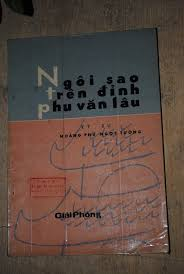 Ngôi sao
trên đỉnh
phu văn lâu
KÝ SỰ
HOÀNG PHỦ NGỌC TƯỜNG
Giải Phóng